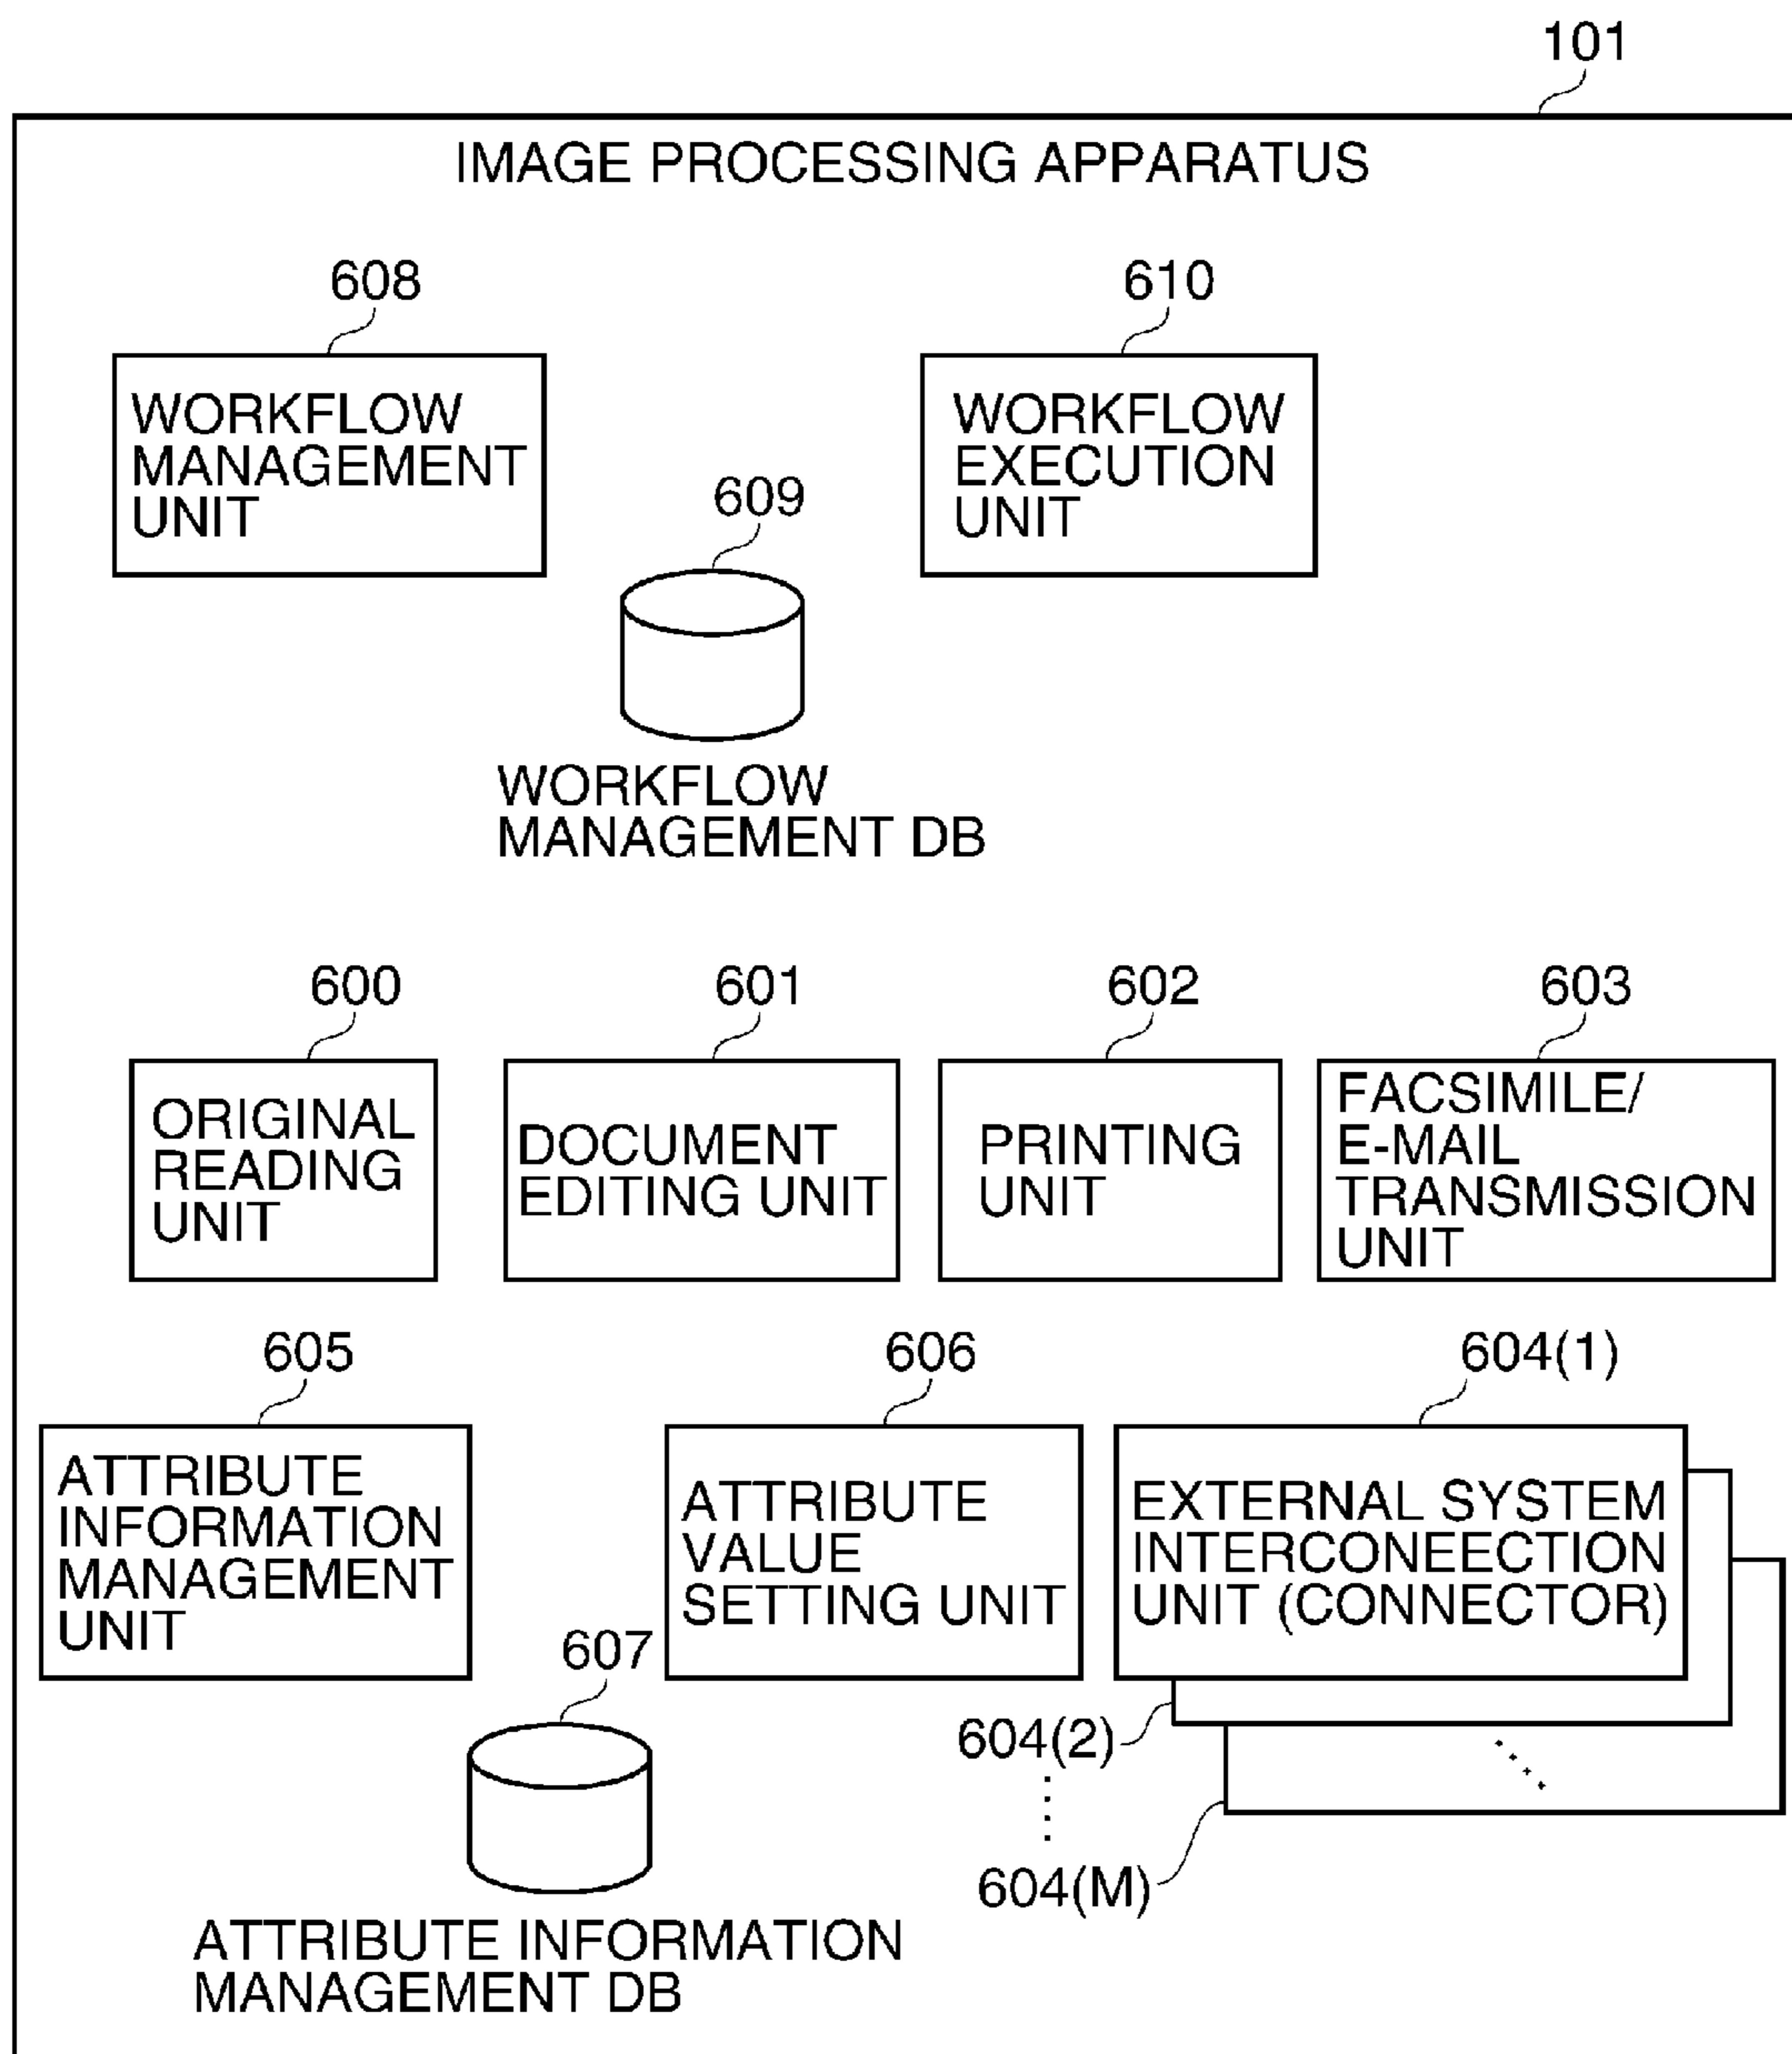 101
IMAGE PROCESSING APPARATUS
608
610
WORKFLOW
MANAGEMENT
UNIT
WORKFLOW
EXECUTION
UNIT
609
WORKFLOW
MANAGEMENT DB
600
601
602
603
ORIGINAL
READING
UNIT
DOCUMENT
EDITING UNIT
PRINTING
UNIT
FACSIMILE/
E-MAIL
TRANSMISSION
UNIT
605
606
604(1)
ATTRIBUTE
INFORMATION
MANAGEMENT
UNIT
ATTRIBUTE
VALUE
SETTING UNIT
EXTERNAL SYSTEM
INTERCONEECTION
UNIT (CONNECTOR)
607
604(2)
604(M)
ATTRIBUTE INFORMATION
MANAGEMENT DB